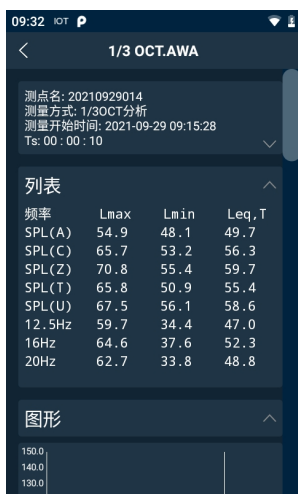 09:32 IOT P
1/3 OCT.AWA
测点名: 20210929014
测量方式: 1/3OCT分析
测量开始时间: 2021-09-29 09:15:28
Ts: 00 : 00 : 10
列表
频率 Lmax Lmin Leq,T
SPL(A) 54.9 48.1 49.7
SPL(C) 65.7 53.2 56.3
SPL(Z) 70.8 55.4 59.7
SPL(T) 65.8 50.9 55.4
SPL(U) 67.5 56.1 58.6
12.5Hz 59.7 34.4 47.0
16Hz 64.6 37.6 52.3
20Hz 62.7 33.8 48.8
图形
150.0
140.0
130.0